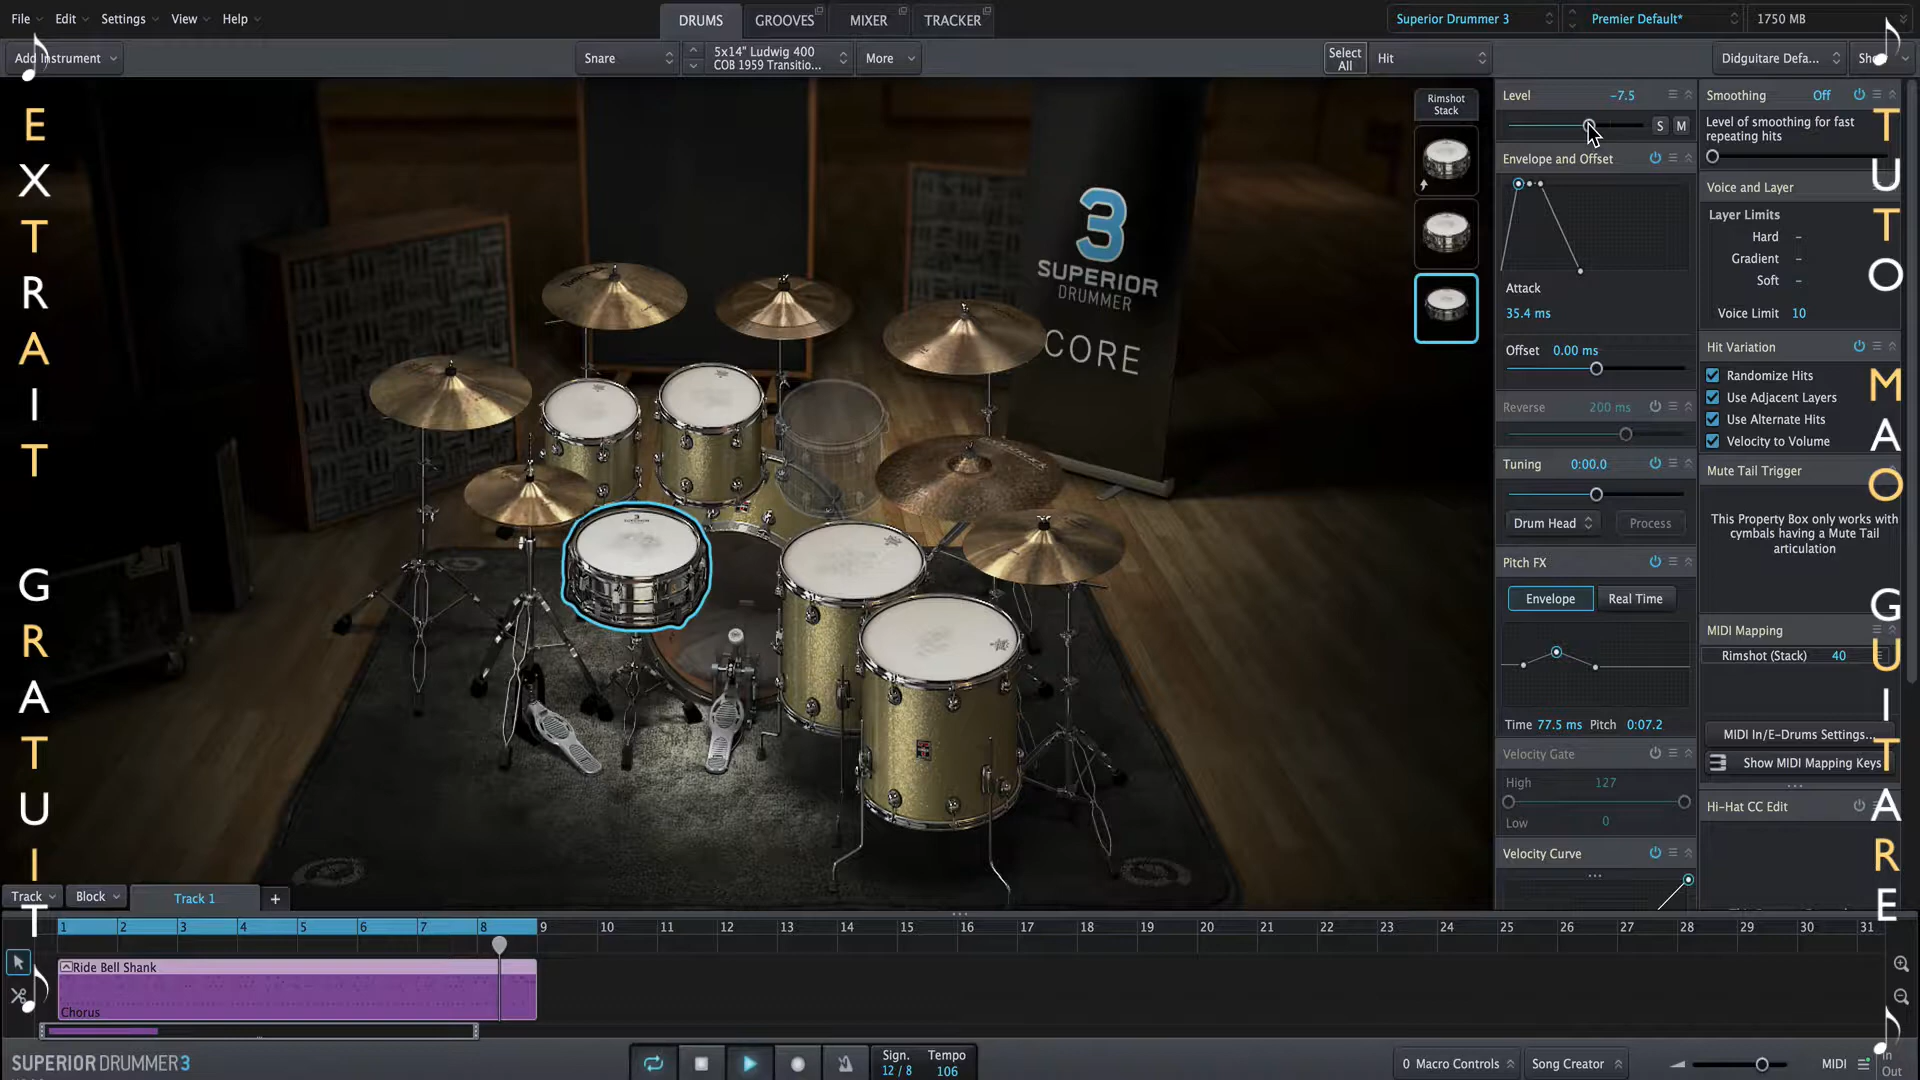 File
Edit
Settings
View
Help
DRUMS
GROOVES
MIXER
TRACKER
Superior Drummer 3
Premier Default*
1750 MB
Add Instrument
Snare
5x14" Ludwig 400
COB 1959 Transitio...
More
Select
All
Hit
Didguitare Defa...
EXTRAIT GRATUIT
TUTO MAO GUITARE
3
SUPERIOR
DRUMMER
CORE
Rimshot
Stack
Level -7.5
S M
Envelope and Offset
Attack
35.4 ms
Offset 0.00 ms
Reverse 200 ms
Tuning 0:00.0
Drum Head
Process
Pitch FX
Envelope
Real Time
Time 77.5 ms Pitch 0:07.2
Velocity Gate
High 127
Low 0
Velocity Curve
Smoothing Off
Level of smoothing for fast
repeating hits
Voice and Layer
Layer Limits
Hard -
Gradient -
Soft -
Voice Limit 10
Hit Variation
Randomize Hits
Use Adjacent Layers
Use Alternate Hits
Velocity to Volume
Mute Tail Trigger
This Property Box only works with
cymbals having a Mute Tail
articulation
MIDI Mapping
Rimshot (Stack) 40
MIDI In/E-Drums Settings...
Show MIDI Mapping Keys
Hi-Hat CC Edit
Track
Block
Track 1
+
1 2 3 4 5 6 7 8 9 10 11 12 13 14 15 16 17 18 19 20 21 22 23 24 25 26 27 28 29 30 31
Ride Bell Shank
Chorus
SUPERIOR DRUMMER 3
Sign.
12 / 8
Tempo
106
0 Macro Controls
Song Creator
MIDI
In
Out